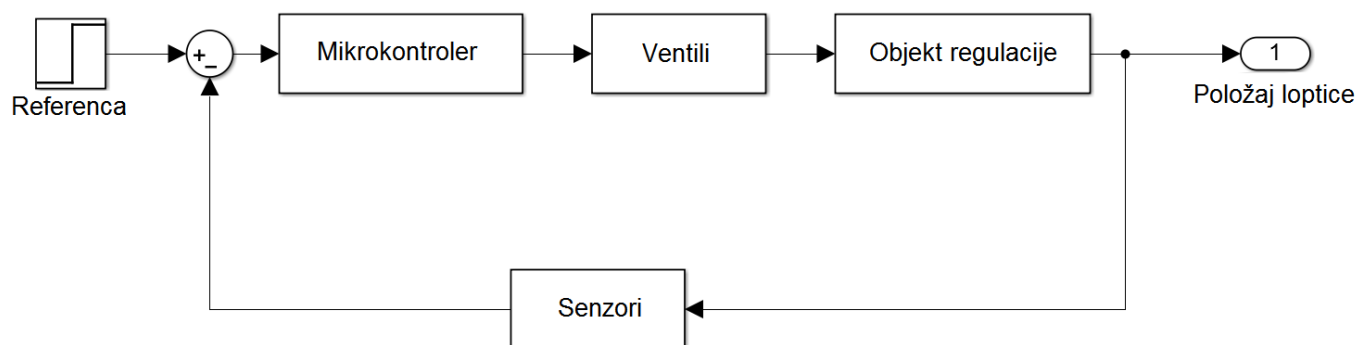 Referenca
+
−
Mikrokontroler
Ventili
Objekt regulacije
1
Položaj loptice
Senzori